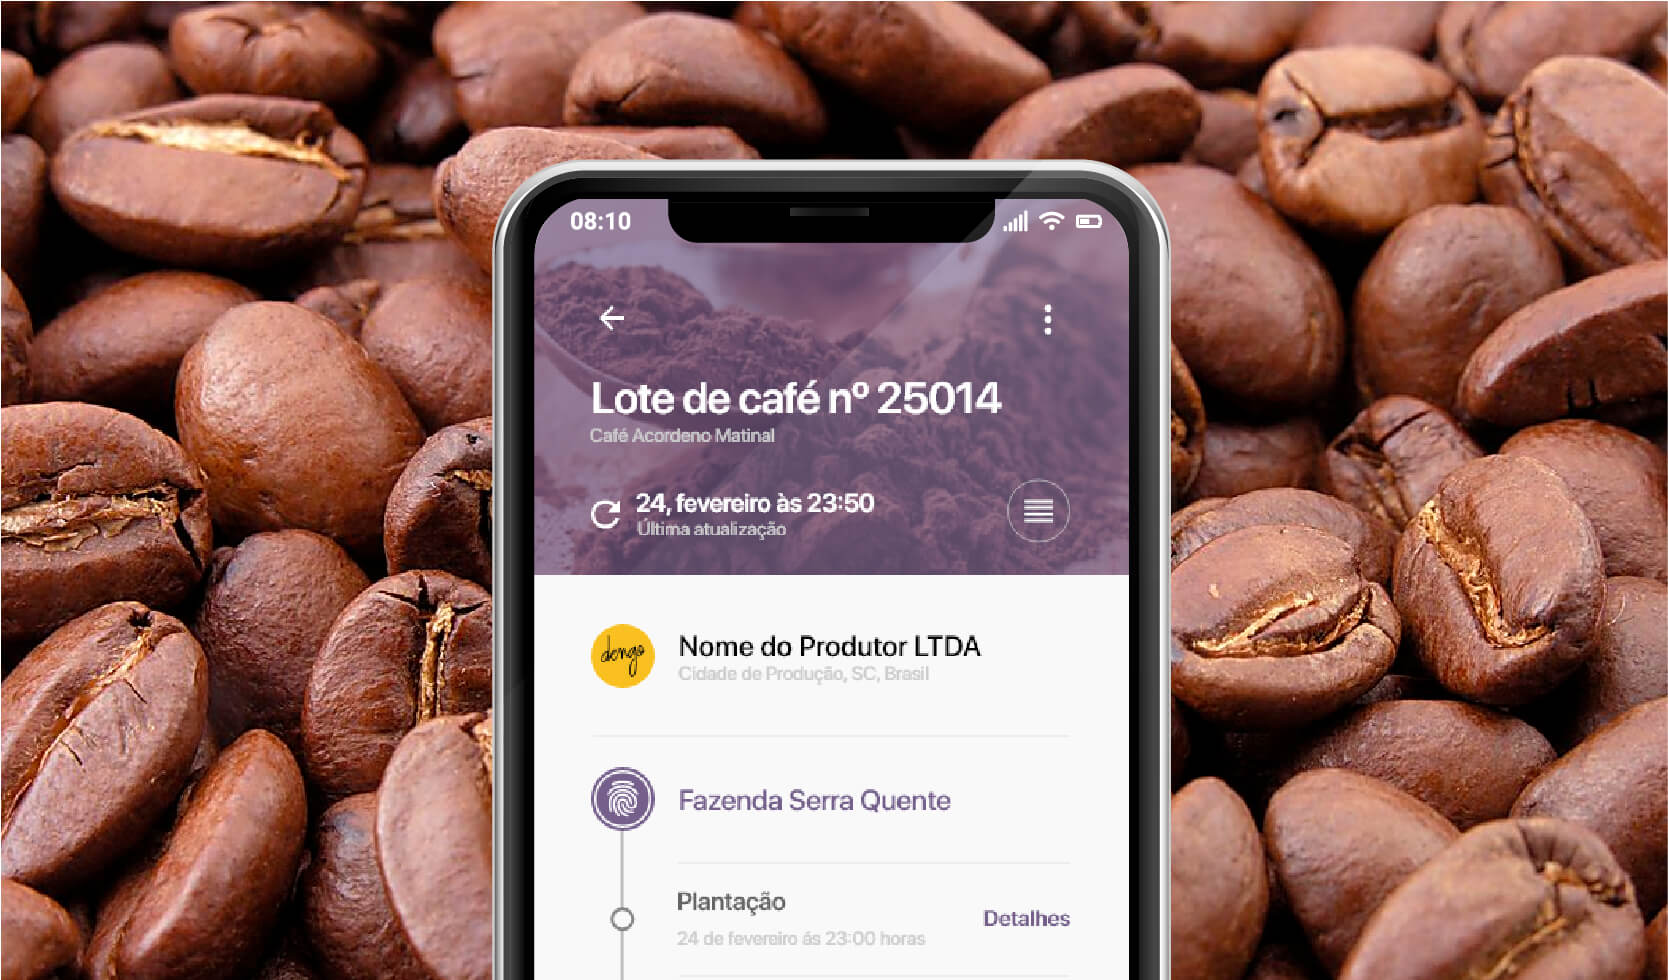 08:10
Lote de café nº 25014
Café Acordeno Matinal
24, fevereiro às 23:50
Última atualização
dengo
Nome do Produtor LTDA
Cidade de Produção, SC, Brasil
Fazenda Serra Quente
Plantação
Detalhes
24 de fevereiro ás 23:00 horas